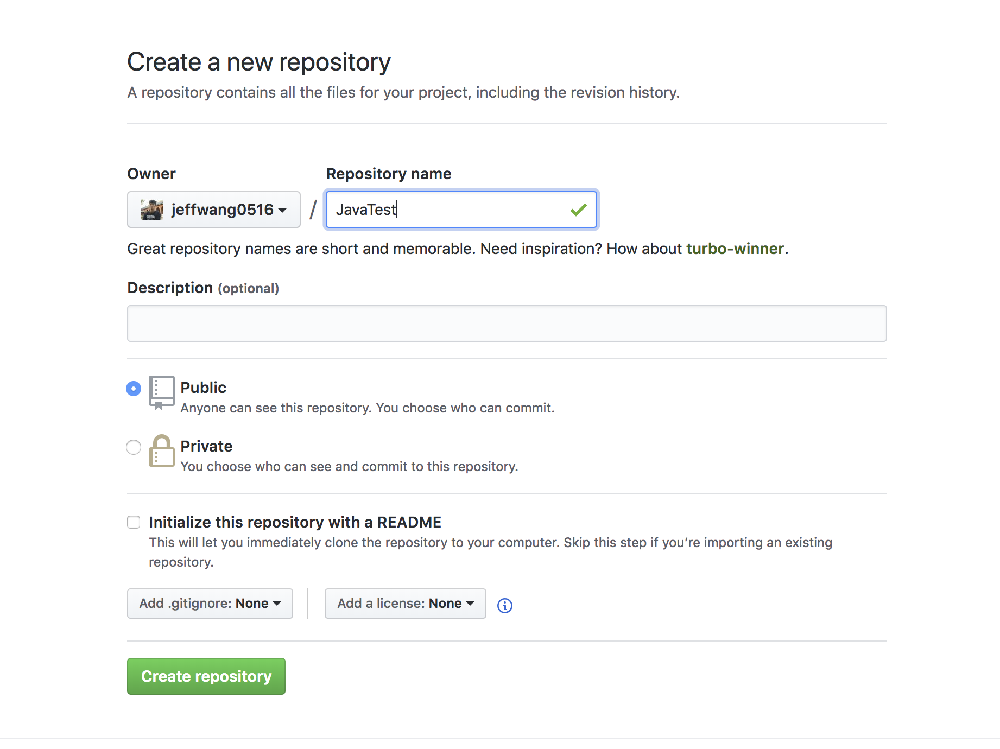 Create a new repository
A repository contains all the files for your project, including the revision history.
Owner
Repository name
jeffwang0516
/
JavaTest
Great repository names are short and memorable. Need inspiration? How about turbo-winner.
Description (optional)
Public
Anyone can see this repository. You choose who can commit.
Private
You choose who can see and commit to this repository.
Initialize this repository with a README
This will let you immediately clone the repository to your computer. Skip this step if you’re importing an existing
repository.
Add .gitignore: None
Add a license: None
Create repository